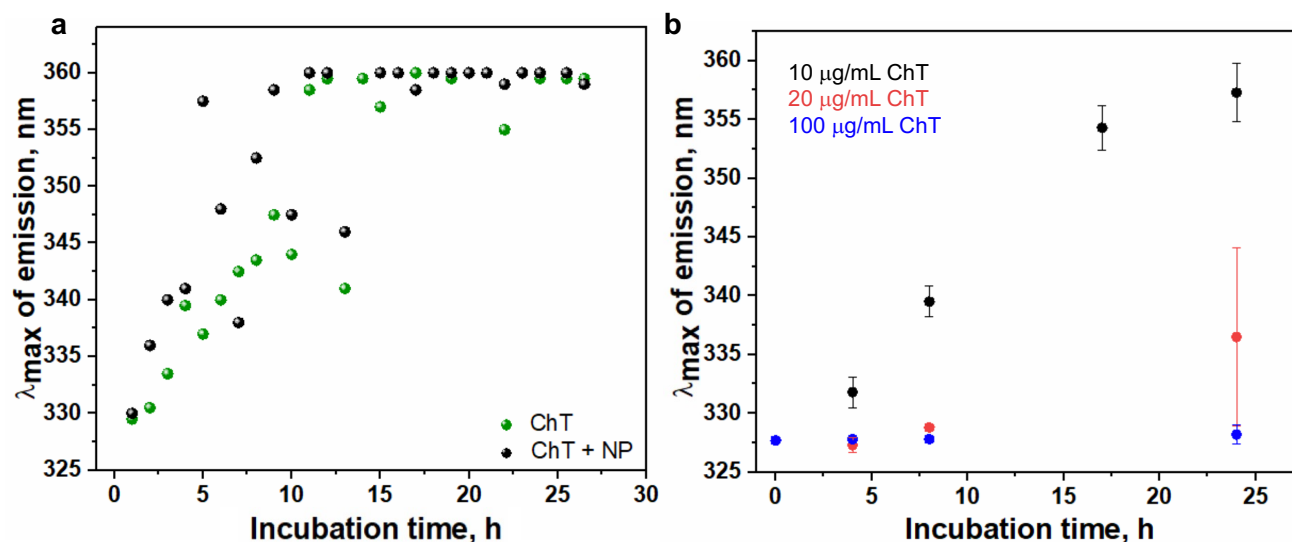 a
λmax of emission, nm
360
355
350
345
340
335
330
325
ChT
ChT + NP
0 5 10 15 20 25 30
Incubation time, h
b
λmax of emission, nm
360
355
350
345
340
335
330
325
10 μg/mL ChT
20 μg/mL ChT
100 μg/mL ChT
0 5 10 15 20 25
Incubation time, h